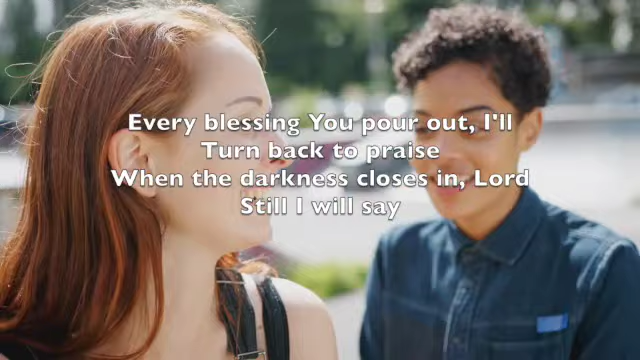 Every blessing You pour out, I'll
Turn back to praise
When the darkness closes in, Lord
Still I will say